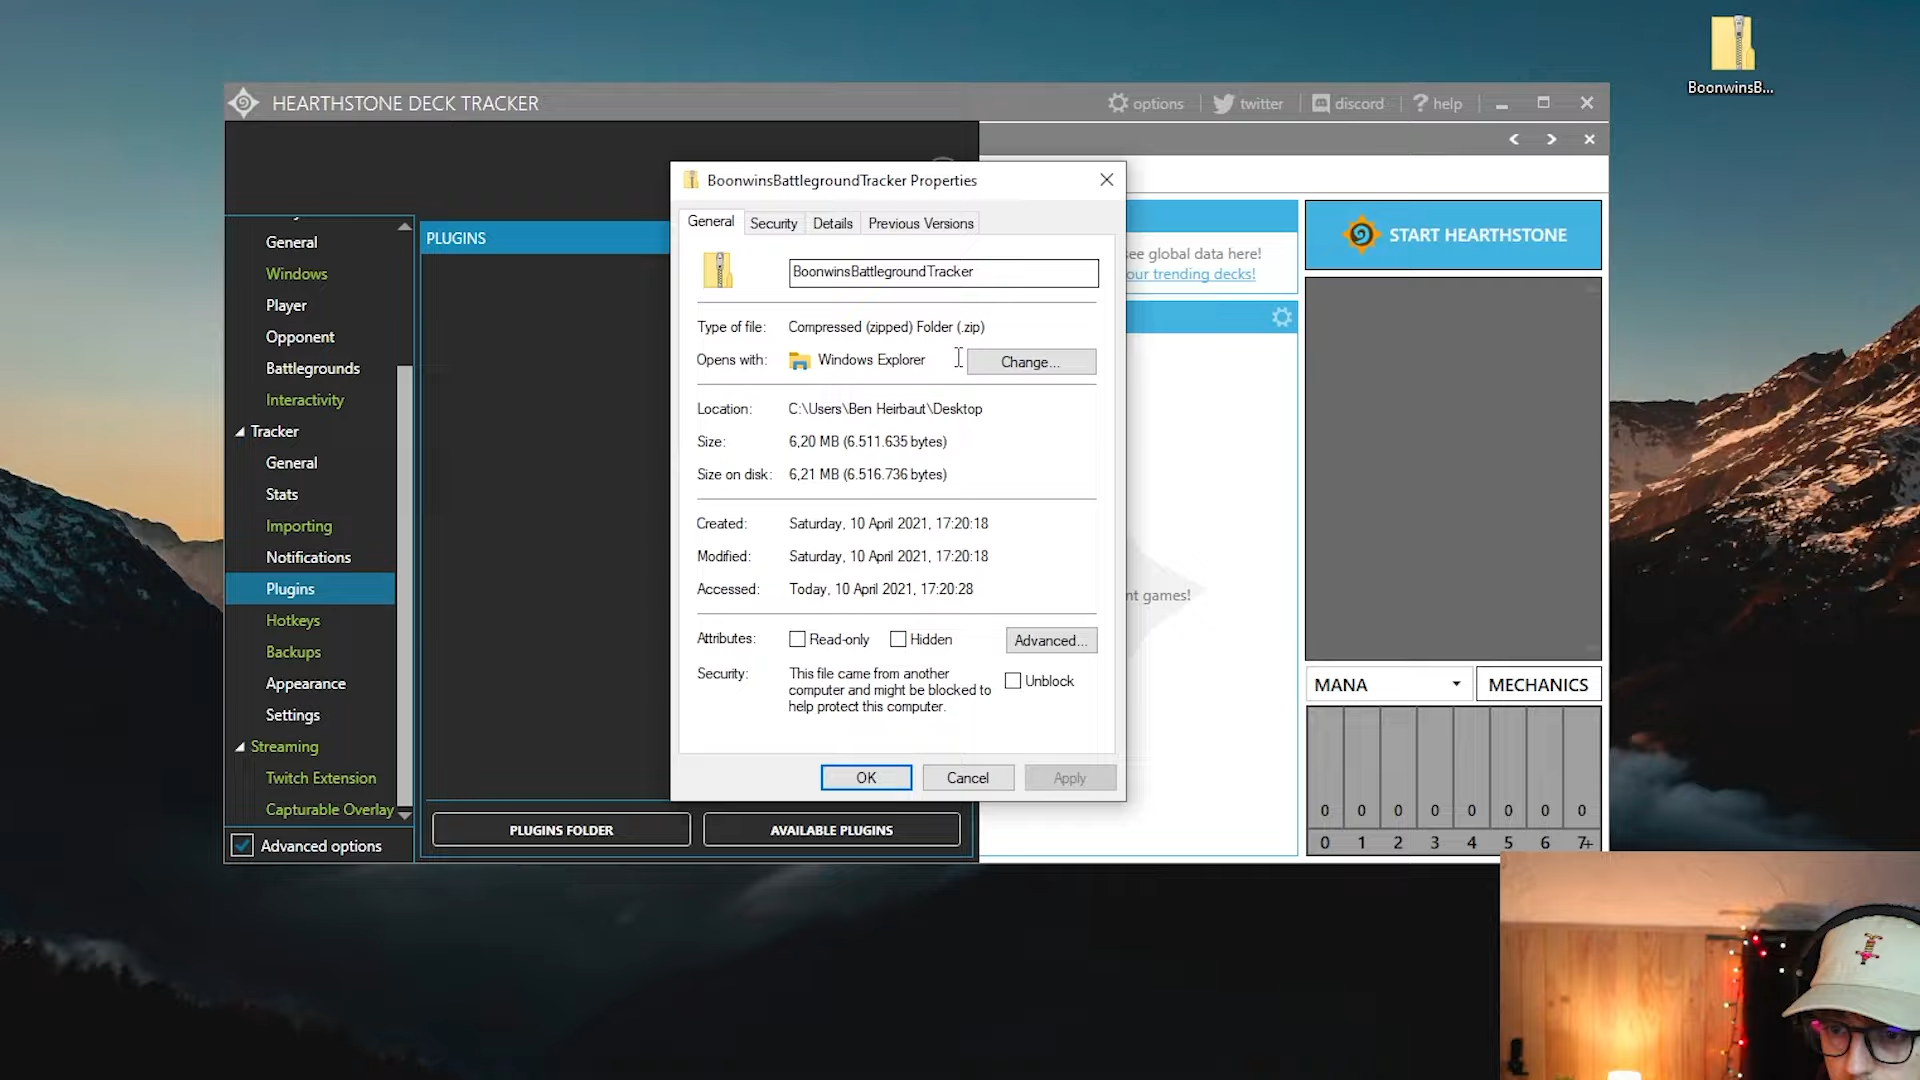 BoonwinsB...
HEARTHSTONE DECK TRACKER
options
twitter
discord
? help
General
Windows
Player
Opponent
Battlegrounds
Interactivity
Tracker
General
Stats
Importing
Notifications
Plugins
Hotkeys
Backups
Appearance
Settings
Streaming
Twitch Extension
Capturable Overlay
Advanced options
PLUGINS
PLUGINS FOLDER
AVAILABLE PLUGINS
BoonwinsBattlegroundTracker Properties
General
Security
Details
Previous Versions
BoonwinsBattlegroundTracker
Type of file: Compressed (zipped) Folder (.zip)
Opens with: Windows Explorer
Change...
Location: C:\Users\Ben Heirbaut\Desktop
Size: 6,20 MB (6.511.635 bytes)
Size on disk: 6,21 MB (6.516.736 bytes)
Created: Saturday, 10 April 2021, 17:20:18
Modified: Saturday, 10 April 2021, 17:20:18
Accessed: Today, 10 April 2021, 17:20:28
Attributes: Read-only Hidden
Advanced...
Security: This file came from another
computer and might be blocked to
help protect this computer.
Unblock
OK
Cancel
Apply
see global data here!
our trending decks!
nt games!
START HEARTHSTONE
MANA
MECHANICS
0 0 0 0 0 0 0 0
0 1 2 3 4 5 6 7+